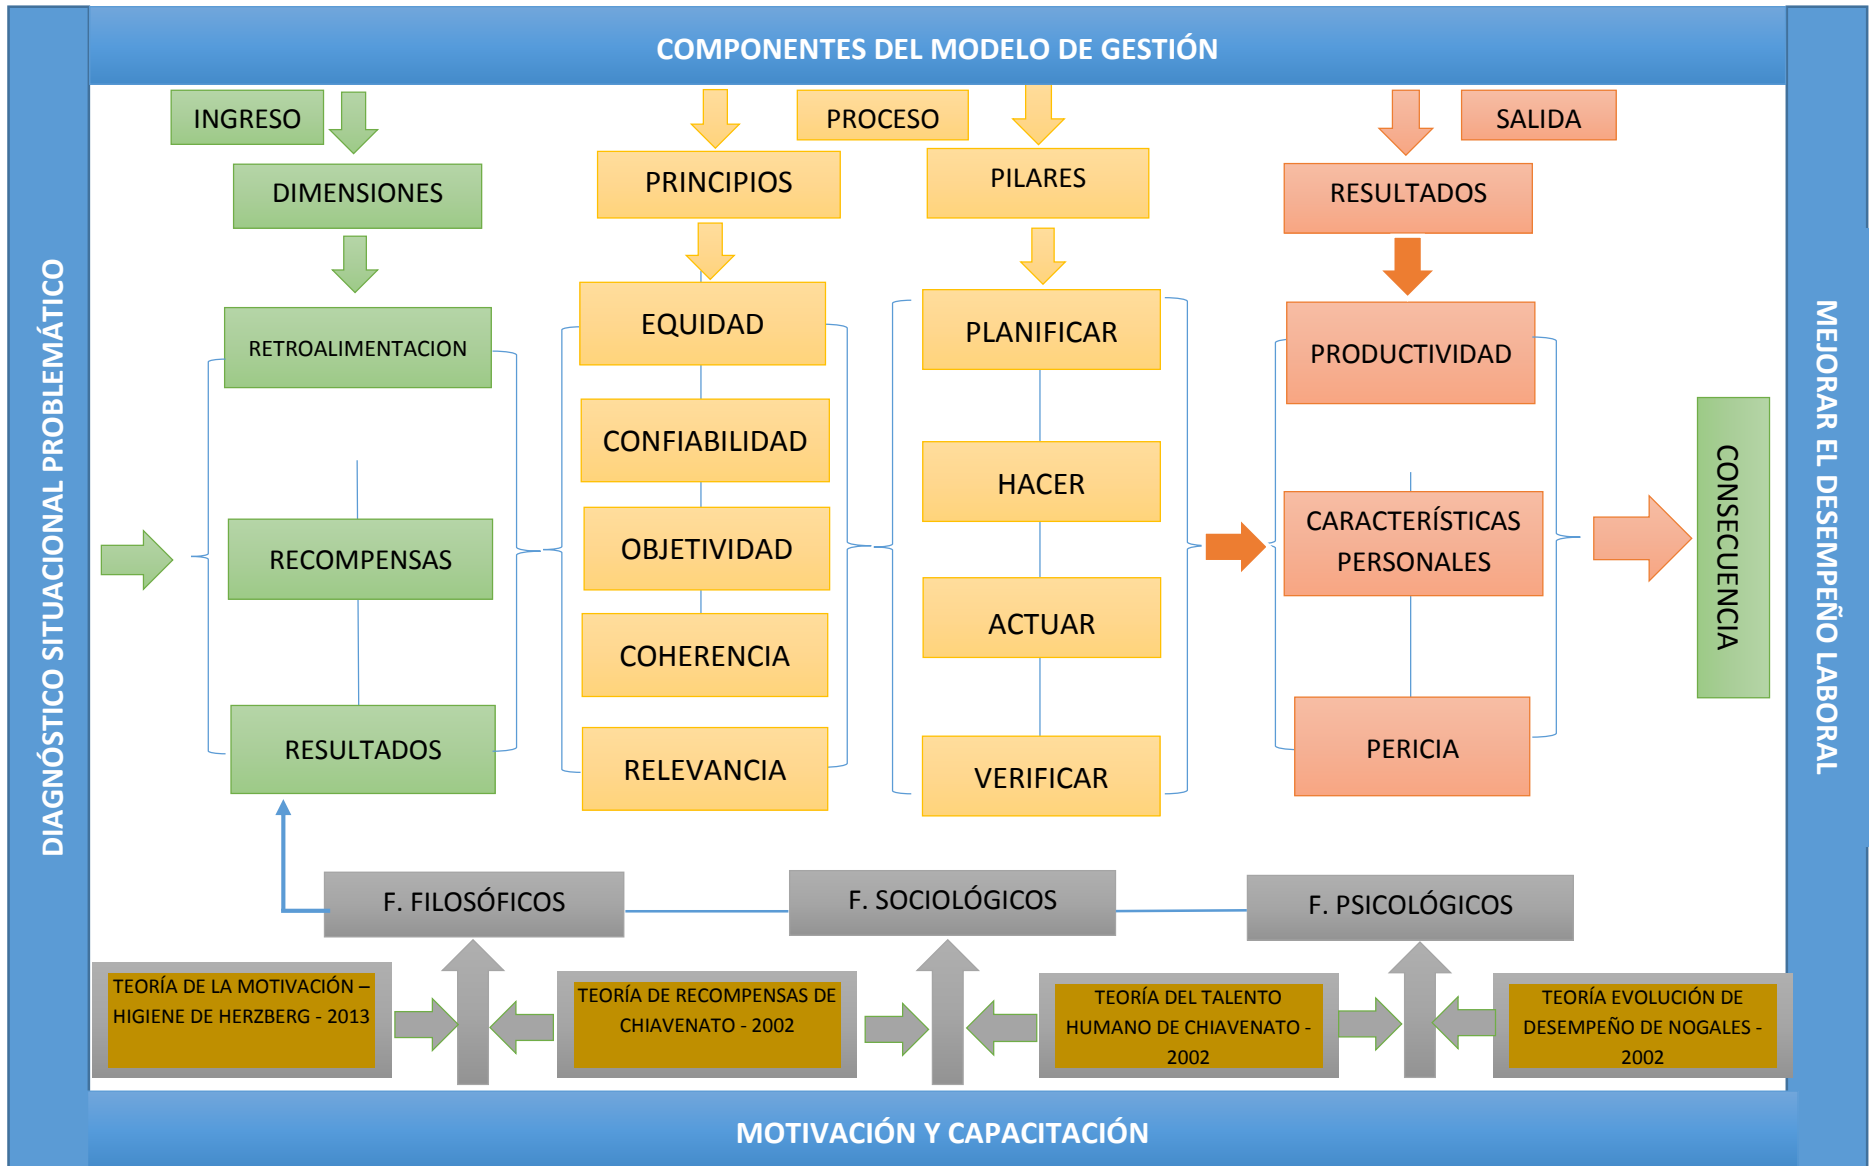 COMPONENTES DEL MODELO DE GESTIÓN
DIAGNÓSTICO SITUACIONAL PROBLEMÁTICO
INGRESO
DIMENSIONES
RETROALIMENTACION
RECOMPENSAS
RESULTADOS
PROCESO
PRINCIPIOS
EQUIDAD
CONFIABILIDAD
OBJETIVIDAD
COHERENCIA
RELEVANCIA
PILARES
PLANIFICAR
HACER
ACTUAR
VERIFICAR
SALIDA
RESULTADOS
PRODUCTIVIDAD
CARACTERÍSTICAS
PERSONALES
PERICIA
CONSECUENCIA
MEJORAR EL DESEMPEÑO LABORAL
F. FILOSÓFICOS
F. SOCIOLÓGICOS
F. PSICOLÓGICOS
TEORÍA DE LA MOTIVACIÓN –
HIGIENE DE HERZBERG - 2013
TEORÍA DE RECOMPENSAS DE
CHIAVENATO - 2002
TEORÍA DEL TALENTO
HUMANO DE CHIAVENATO -
2002
TEORÍA EVOLUCIÓN DE
DESEMPEÑO DE NOGALES -
2002
MOTIVACIÓN Y CAPACITACIÓN